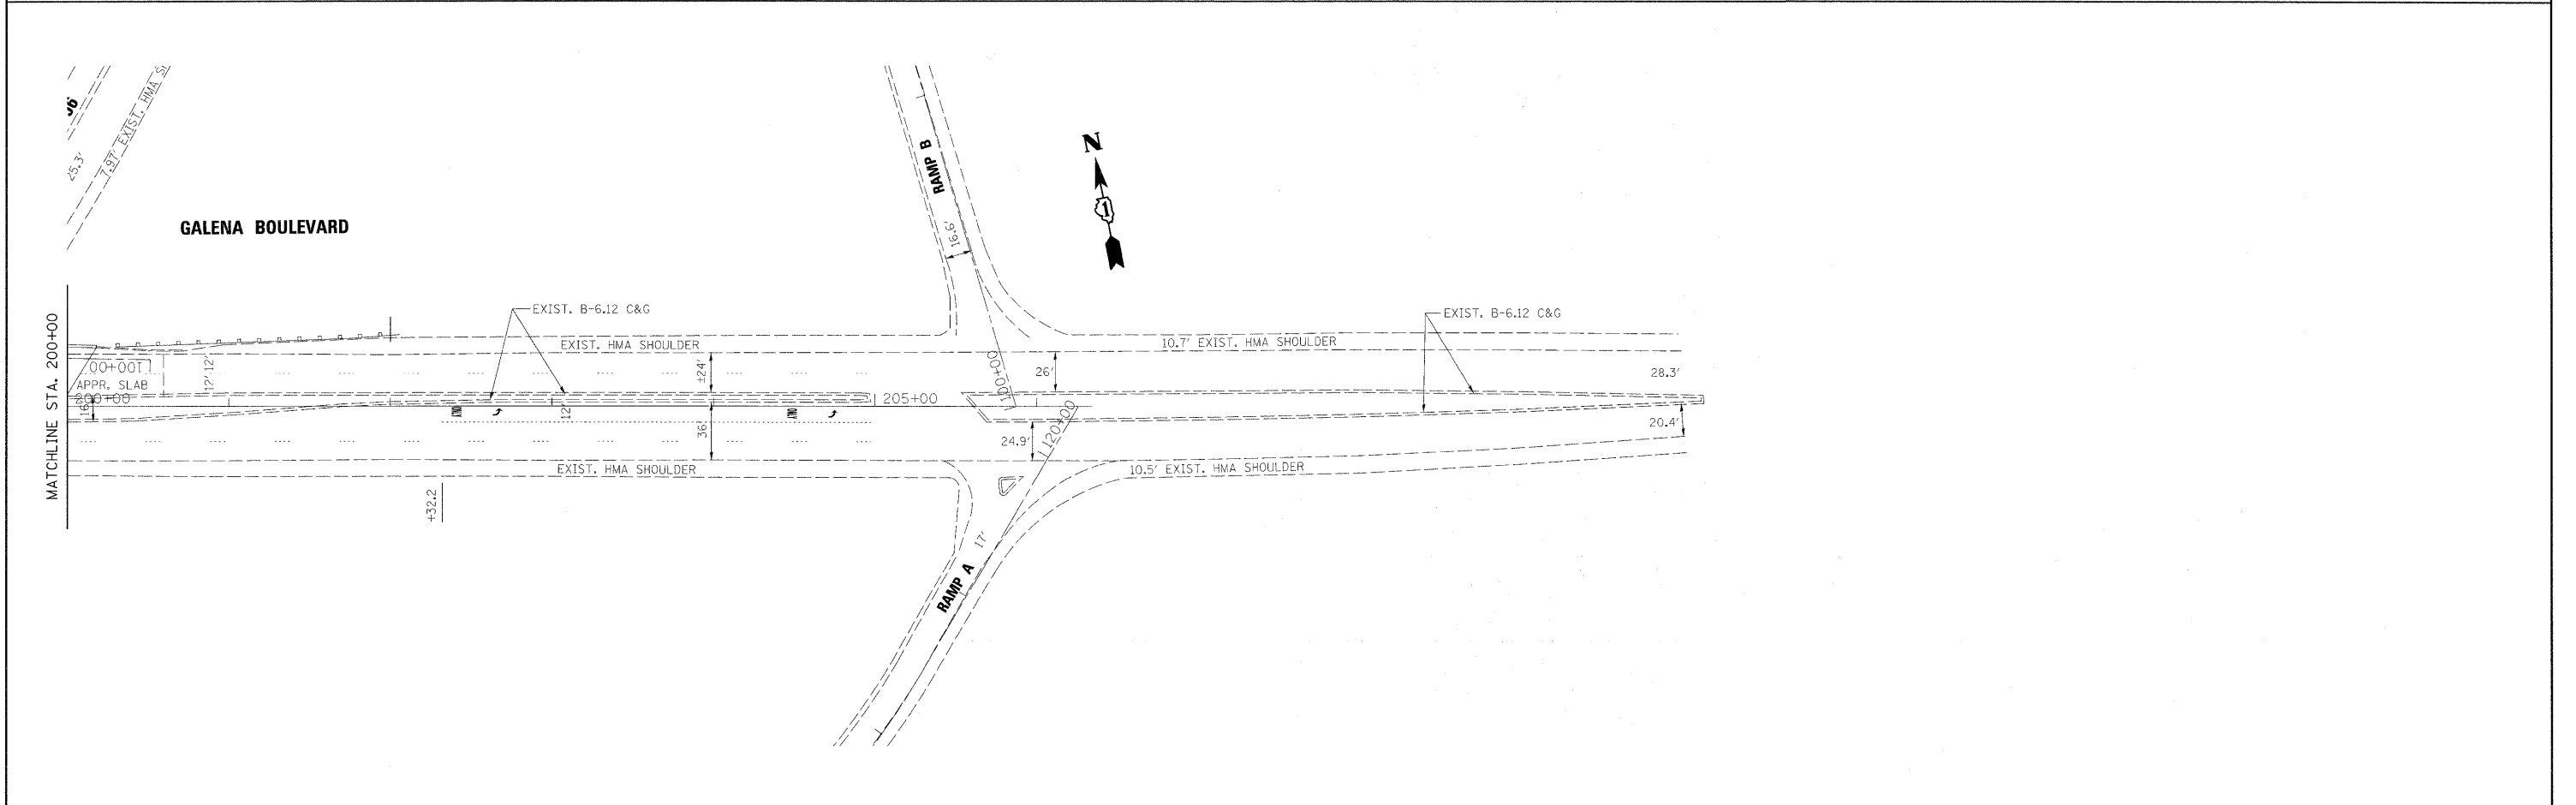 25.3'
7.97' EXIST. HMA
GALENA BOULEVARD
RAMP B
16.6'
N
1
MATCHLINE STA. 200+00
EXIST. B-6.12 C&G
EXIST. B-6.12 C&G
EXIST. HMA SHOULDER
10.7' EXIST. HMA SHOULDER
100+00
APPR. SLAB
200+00
12' 12'
±24'
100+00
26'
28.3'
205+00
12'
36'
24.9'
120+00
20.4'
EXIST. HMA SHOULDER
10.5' EXIST. HMA SHOULDER
+32.2
17'
RAMP A